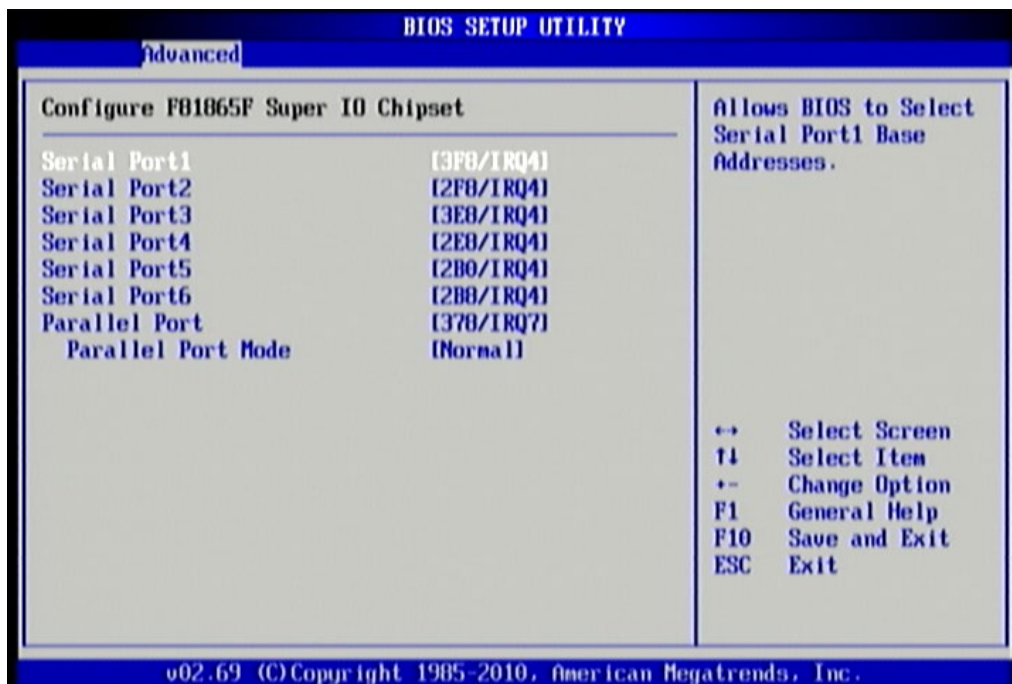 BIOS SETUP UTILITY
Advanced
Configure F81865F Super IO Chipset
Serial Port1 [3F8/IRQ4]
Serial Port2 [2F8/IRQ4]
Serial Port3 [3E8/IRQ4]
Serial Port4 [2E8/IRQ4]
Serial Port5 [2B0/IRQ4]
Serial Port6 [2B8/IRQ4]
Parallel Port [378/IRQ7]
Parallel Port Mode [Normal]
Allows BIOS to Select
Serial Port1 Base
Addresses.
↔ Select Screen
↑↓ Select Item
+- Change Option
F1 General Help
F10 Save and Exit
ESC Exit
v02.69 (C)Copyright 1985-2010, American Megatrends, Inc.